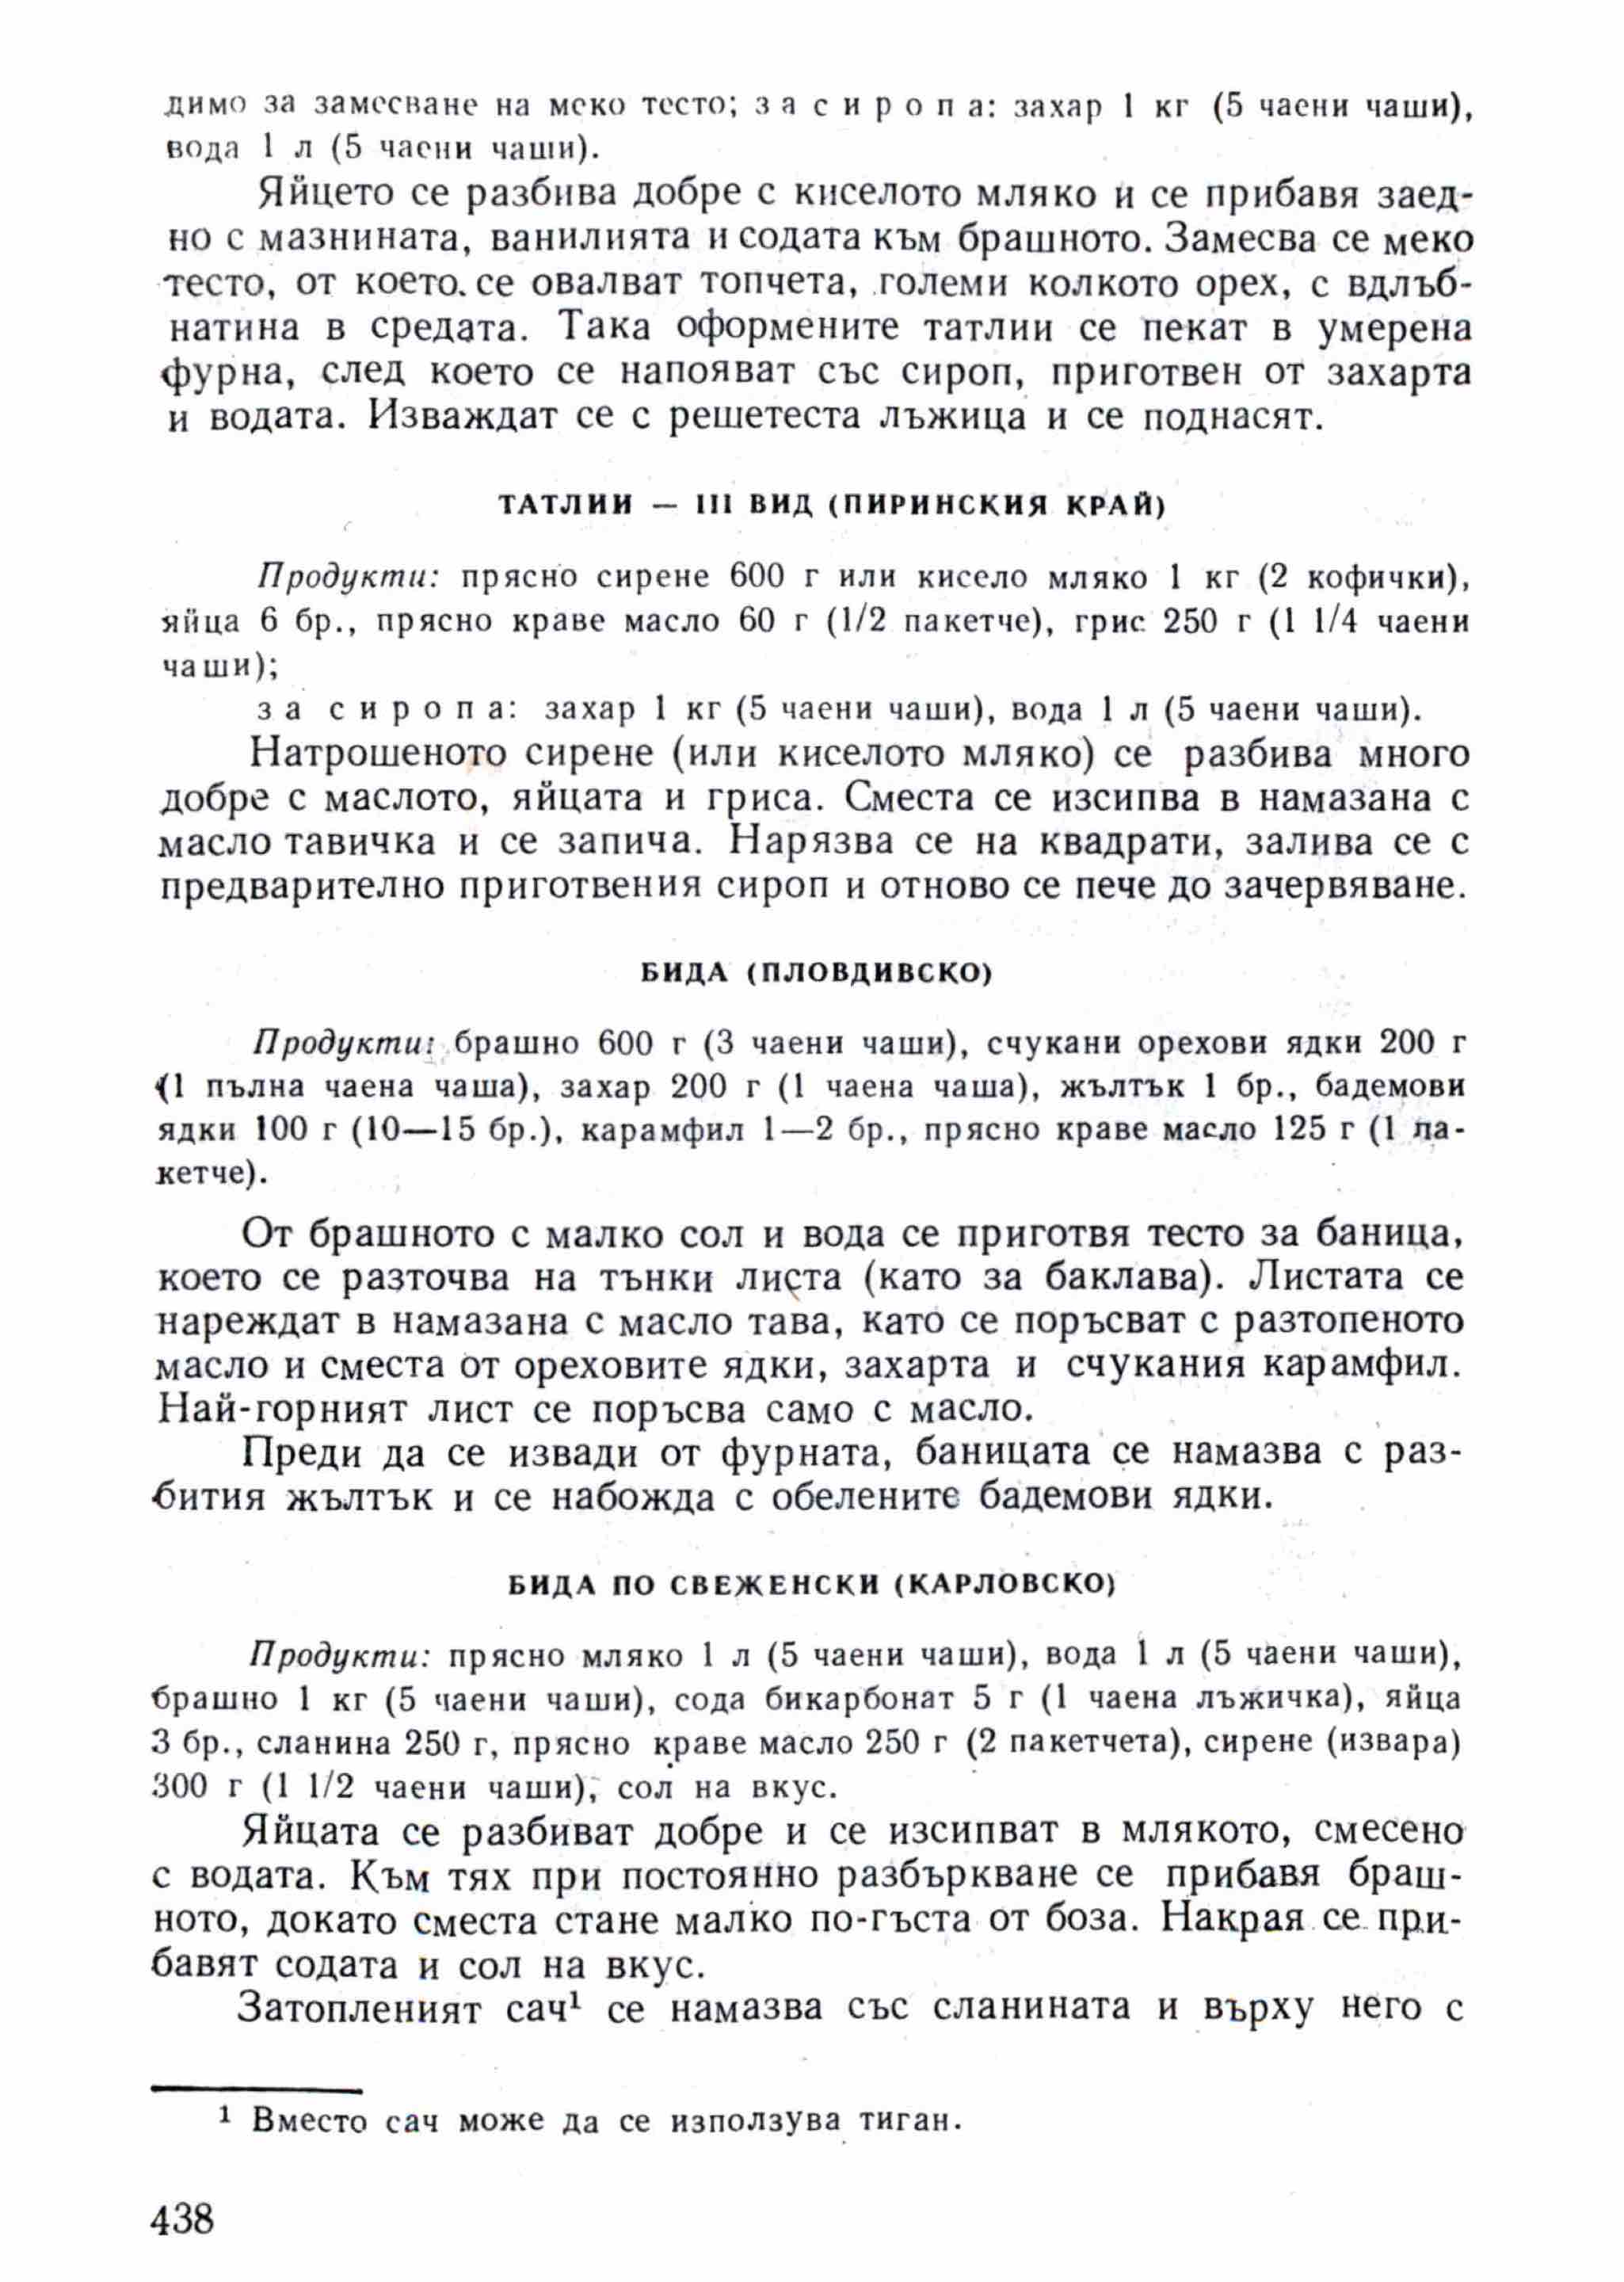 димо за замесване на меко тесто; з а с и р о п а: захар 1 кг (5 чаени чаши),
вода 1 л (5 чаени чаши).
Яйцето се разбива добре с киселото мляко и се прибавя заед-
но с мазнината, ванилията и содата към брашното. Замесва се меко
тесто, от което се овалват топчета, големи колкото орех, с вдлъб-
натина в средата. Така оформените татлии се пекат в умерена
фурна, след което се напояват със сироп, приготвен от захарта
и водата. Изваждат се с решетеста лъжица и се поднасят.
ТАТЛИИ — III ВИД (ПИРИНСКИЯ КРАЙ)
Продукти: прясно сирене 600 г или кисело мляко 1 кг (2 кофички),
яйца 6 бр., прясно краве масло 60 г (1/2 пакетче), грис 250 г (1 1/4 чаени
чаши);
з а с и р о п а: захар 1 кг (5 чаени чаши), вода 1 л (5 чаени чаши).
Натрошеното сирене (или киселото мляко) се разбива много
добре с маслото, яйцата и гриса. Сместа се изсипва в намазана с
масло тавичка и се запича. Нарязва се на квадрати, залива се с
предварително приготвения сироп и отново се пече до зачервяване.
БИДА (ПЛОВДИВСКО)
Продукти: брашно 600 г (3 чаени чаши), счукани орехови ядки 200 г
(1 пълна чаена чаша), захар 200 г (1 чаена чаша), жълтък 1 бр., бадемови
ядки 100 г (10—15 бр.), карамфил 1—2 бр., прясно краве масло 125 г (1 па-
кетче).
От брашното с малко сол и вода се приготвя тесто за баница,
което се разточва на тънки листа (като за баклава). Листата се
нареждат в намазана с масло тава, като се поръсват с разтопеното
масло и сместа от ореховите ядки, захарта и счукания карамфил.
Най-горният лист се поръсва само с масло.
Преди да се извади от фурната, баницата се намазва с раз-
бития жълтък и се набожда с обелените бадемови ядки.
БИДА ПО СВЕЖЕНСКИ (КАРЛОВСКО)
Продукти: прясно мляко 1 л (5 чаени чаши), вода 1 л (5 чаени чаши),
брашно 1 кг (5 чаени чаши), сода бикарбонат 5 г (1 чаена лъжичка), яйца
3 бр., сланина 250 г, прясно краве масло 250 г (2 пакетчета), сирене (извара)
300 г (1 1/2 чаени чаши), сол на вкус.
Яйцата се разбиват добре и се изсипват в млякото, смесено
с водата. Към тях при постоянно разбъркване се прибавя браш-
ното, докато сместа стане малко по-гъста от боза. Накрая се при-
бавят содата и сол на вкус.
Затопленият сач¹ се намазва със сланината и върху него с
¹ Вместо сач може да се използува тиган.
438